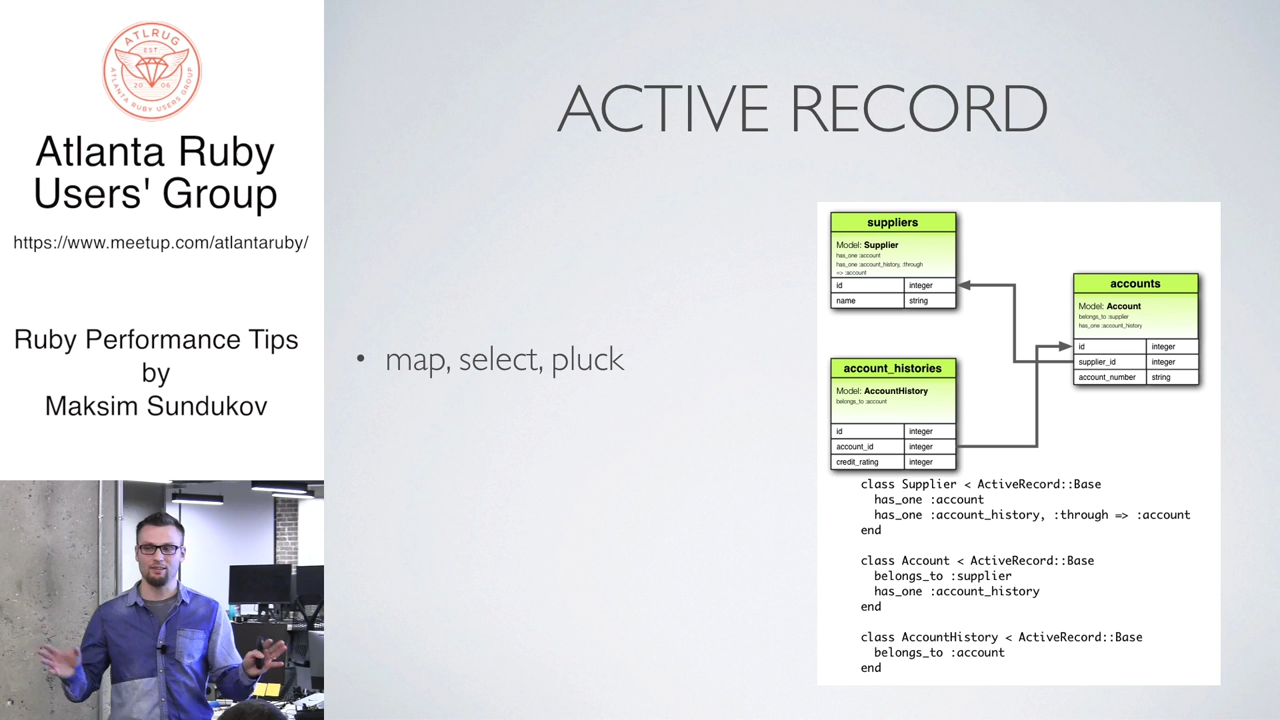 ATLRUG
EST
20 06
ATLANTA RUBY USERS GROUP
Atlanta Ruby
Users' Group
https://www.meetup.com/atlantaruby/
Ruby Performance Tips
by
Maksim Sundukov
ACTIVE RECORD
• map, select, pluck
suppliers
Model: Supplier
has_one :account
has_one :account_history, :through
=> :account
id integer
name string
accounts
Model: Account
belongs_to :supplier
has_one :account_history
id integer
supplier_id integer
account_number string
account_histories
Model: AccountHistory
belongs_to :account
id integer
account_id integer
credit_rating integer
class Supplier < ActiveRecord::Base
has_one :account
has_one :account_history, :through => :account
end
class Account < ActiveRecord::Base
belongs_to :supplier
has_one :account_history
end
class AccountHistory < ActiveRecord::Base
belongs_to :account
end